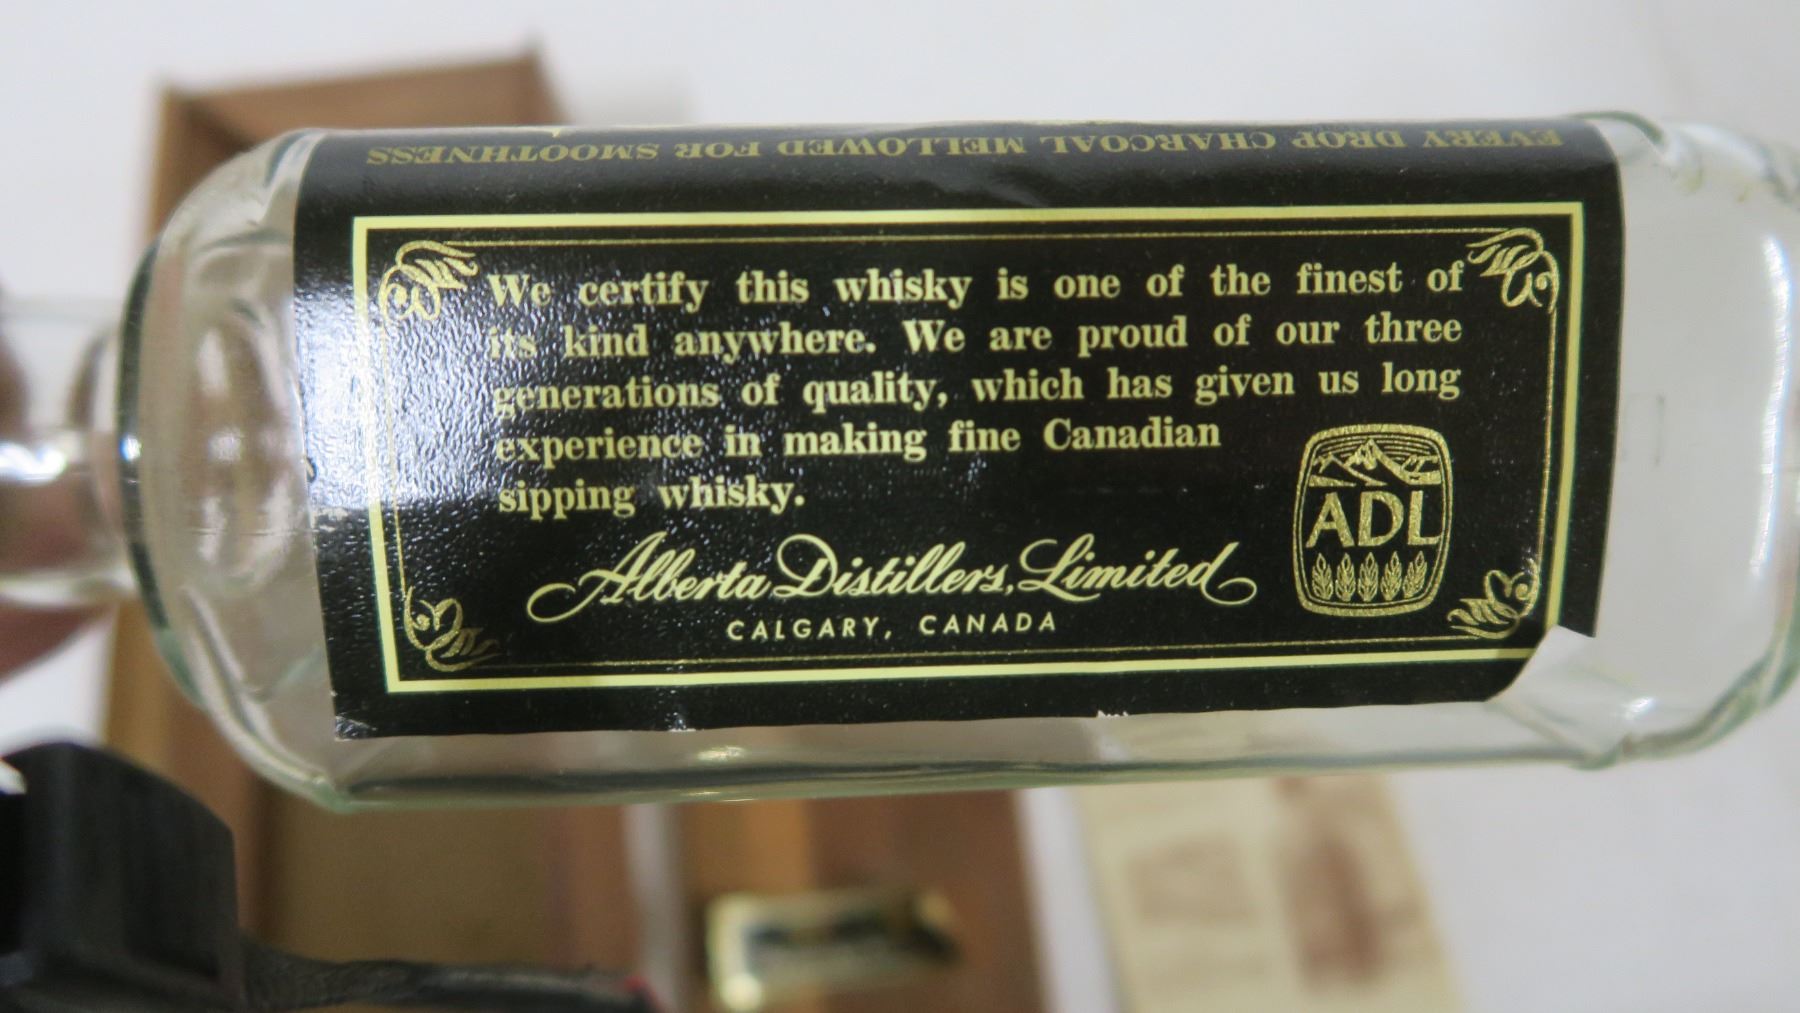 EVERY DROP CHARCOAL MELLOWED FOR SMOOTHNESS
We certify this whisky is one of the finest of
its kind anywhere. We are proud of our three
generations of quality, which has given us long
experience in making fine Canadian
sipping whisky.
ADL
Alberta Distillers, Limited
CALGARY, CANADA